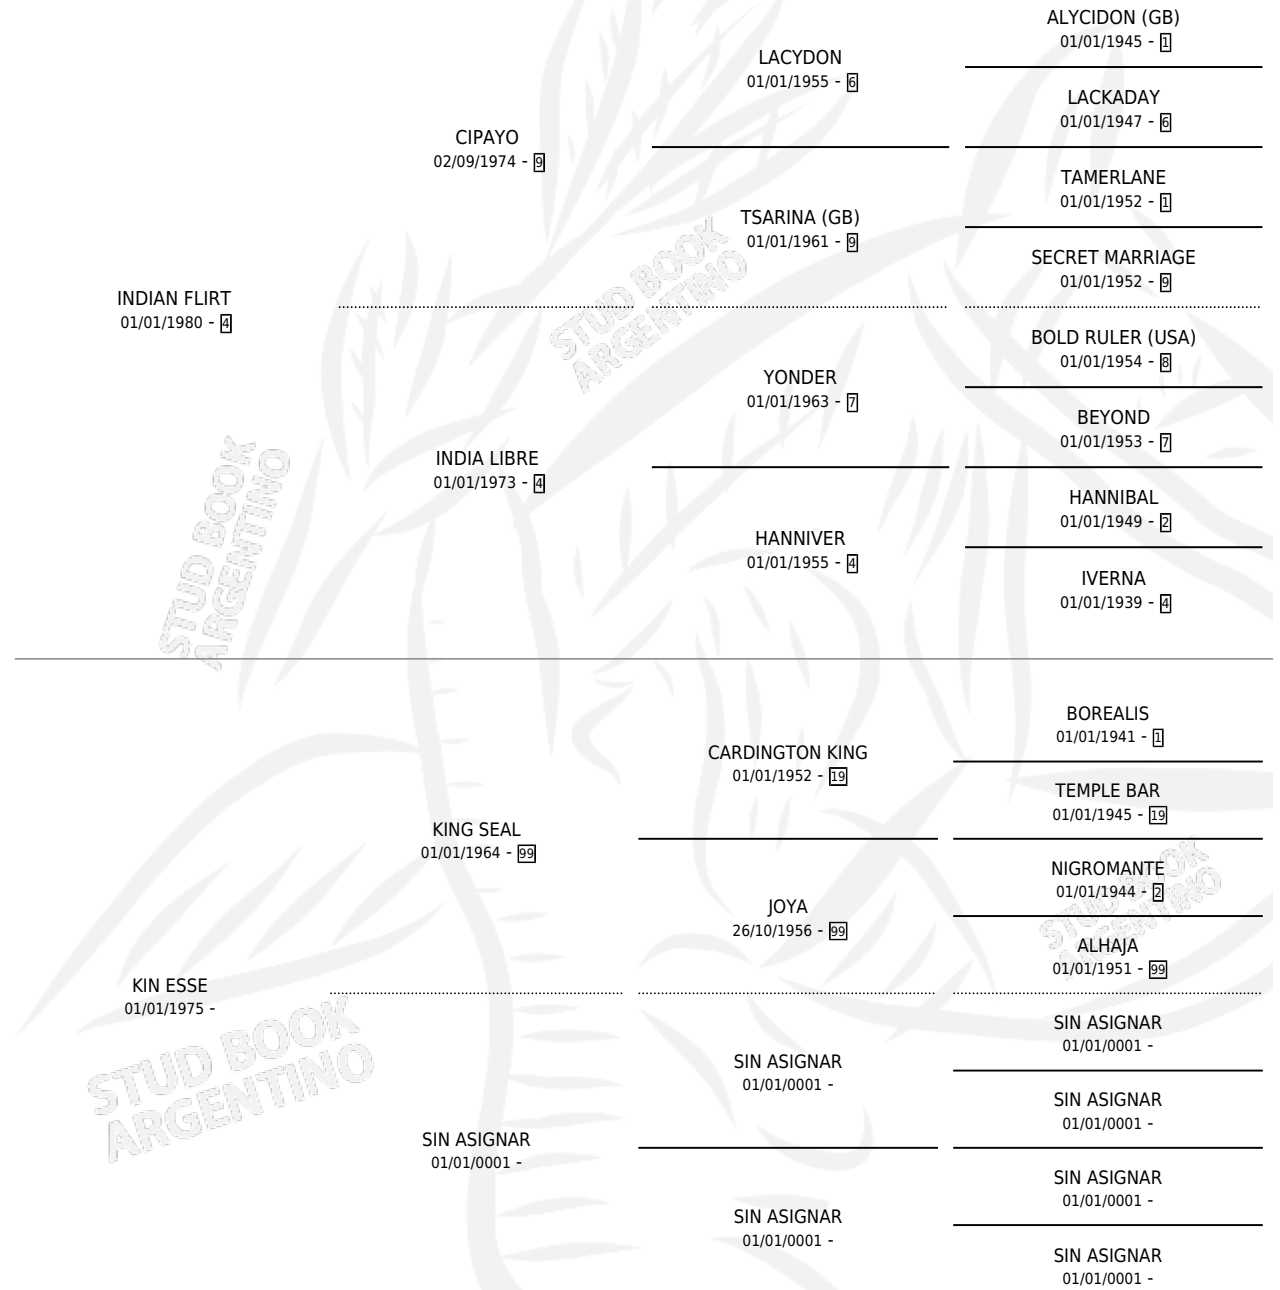 ALYCIDON (GB)
01/01/1945 - 1
LACYDON
01/01/1955 - 6
LACKADAY
01/01/1947 - 6
CIPAYO
02/09/1974 - 9
TAMERLANE
01/01/1952 - 1
TSARINA (GB)
01/01/1961 - 9
SECRET MARRIAGE
01/01/1952 - 9
INDIAN FLIRT
01/01/1980 - 4
BOLD RULER (USA)
01/01/1954 - 8
YONDER
01/01/1963 - 7
BEYOND
01/01/1953 - 7
INDIA LIBRE
01/01/1973 - 4
HANNIBAL
01/01/1949 - 2
HANNIVER
01/01/1955 - 4
IVERNA
01/01/1939 - 4
STUD BOOK
ARGENTINO
STUD BOOK
ARGENTINO
BOREALIS
01/01/1941 - 1
CARDINGTON KING
01/01/1952 - 19
TEMPLE BAR
01/01/1945 - 19
KING SEAL
01/01/1964 - 99
NIGROMANTE
01/01/1944 - 2
JOYA
26/10/1956 - 99
ALHAJA
01/01/1951 - 99
STUD BOOK
ARGENTINO
KIN ESSE
01/01/1975 -
SIN ASIGNAR
01/01/0001 -
SIN ASIGNAR
01/01/0001 -
SIN ASIGNAR
01/01/0001 -
STUD BOOK
ARGENTINO
SIN ASIGNAR
01/01/0001 -
SIN ASIGNAR
01/01/0001 -
SIN ASIGNAR
01/01/0001 -
SIN ASIGNAR
01/01/0001 -